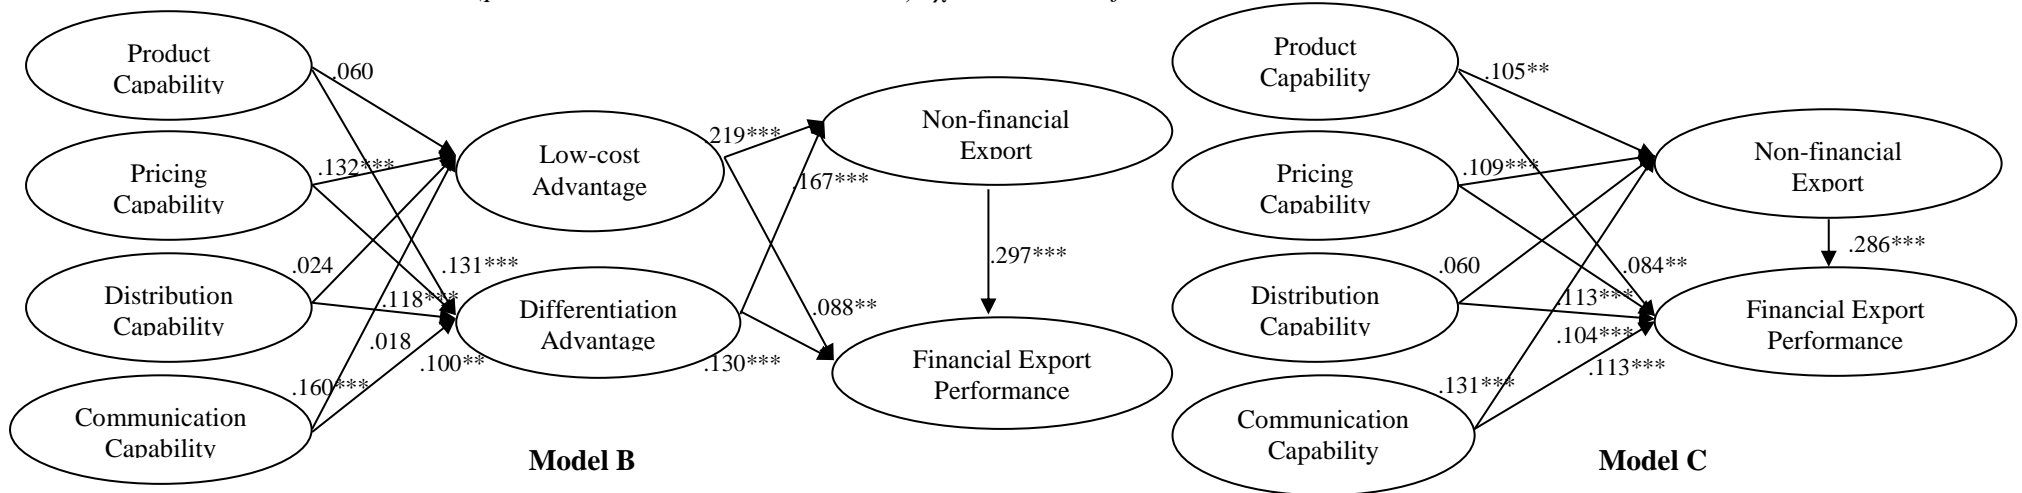 Product
Capability
Pricing
Capability
Distribution
Capability
Communication
Capability
.060
.132***
.024
.018
.160***
.131***
.118***
.100**
Low-cost
Advantage
Differentiation
Advantage
219***
.167***
.088**
.130***
Non-financial
Export
.297***
Financial Export
Performance
Model B
Product
Capability
Pricing
Capability
Distribution
Capability
Communication
Capability
.105**
.109***
.060
.131***
.084**
.113***
.104***
.113***
Non-financial
Export
.286***
Financial Export
Performance
Model C